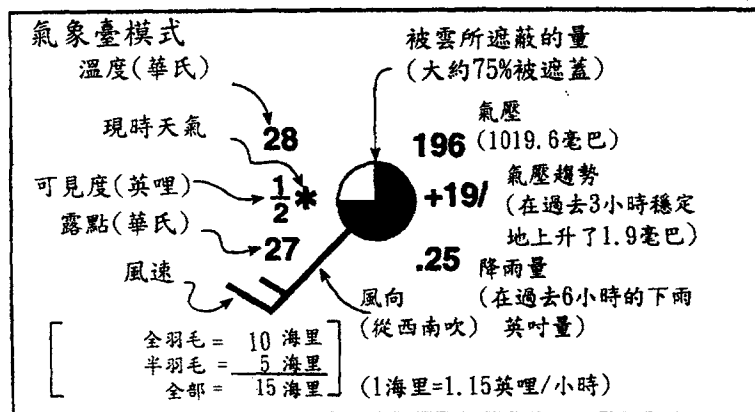 氣象臺模式
溫度(華氏)
被雲所遮蔽的量
(大約75%被遮蓋)
現時天氣
28
196
氣壓
(1019.6毫巴)
可見度(英哩)
1/2
*
+19/
氣壓趨勢
(在過去3小時穩定
地上升了1.9毫巴)
露點(華氏)
27
.25
降雨量
(在過去6小時的下雨
英吋量)
風速
風向
(從西南吹)
全羽毛= 10 海里
半羽毛= 5 海里
全部= 15 海里
(1海里=1.15英哩/小時)